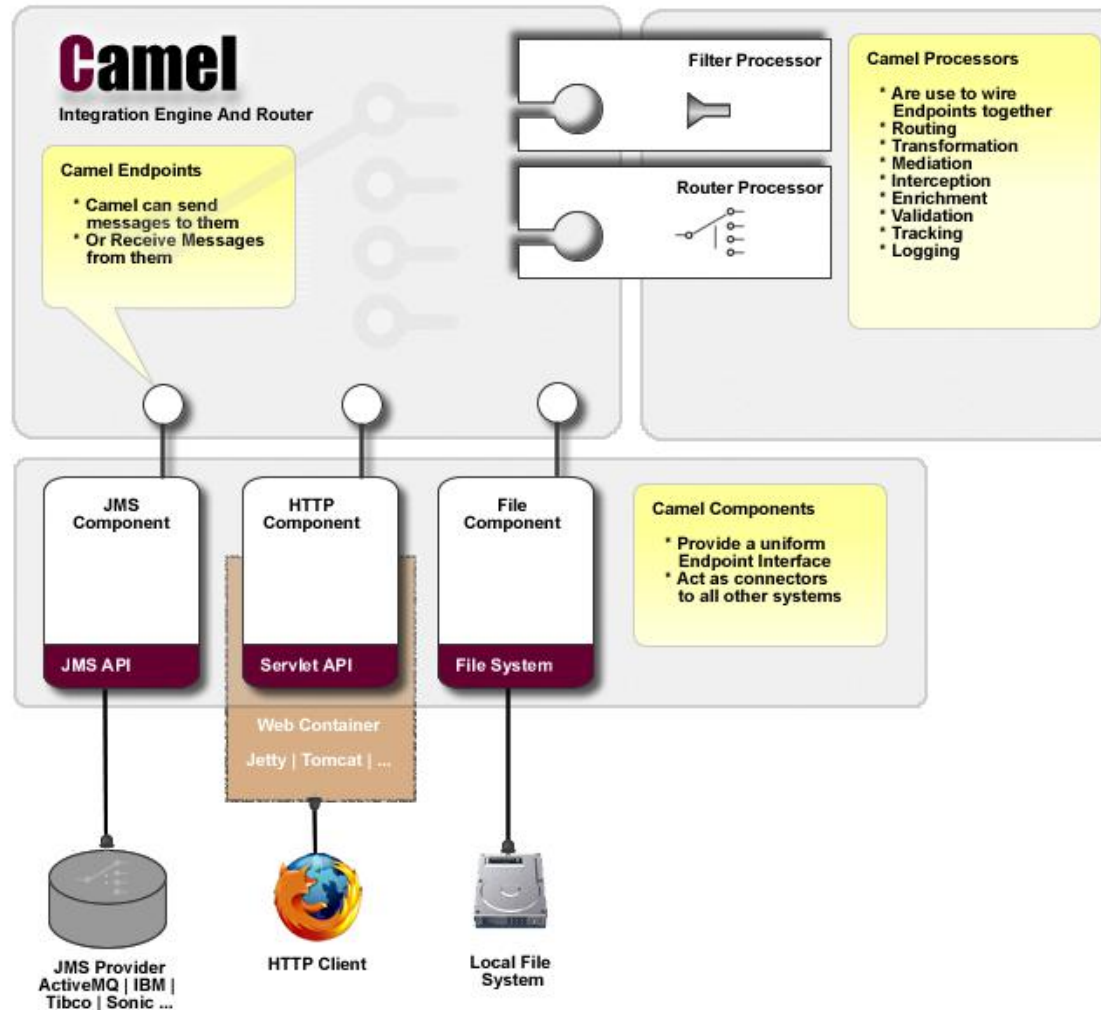 Camel
Integration Engine And Router
Camel Endpoints
* Camel can send
messages to them
* Or Receive Messages
from them
Filter Processor
Router Processor
Camel Processors
* Are use to wire
Endpoints together
* Routing
* Transformation
* Mediation
* Interception
* Enrichment
* Validation
* Tracking
* Logging
JMS
Component
JMS API
HTTP
Component
Servlet API
File
Component
File System
Camel Components
* Provide a uniform
Endpoint Interface
* Act as connectors
to all other systems
Web Container
Jetty | Tomcat | ...
JMS Provider
ActiveMQ | IBM |
Tibco | Sonic ...
HTTP Client
Local File
System